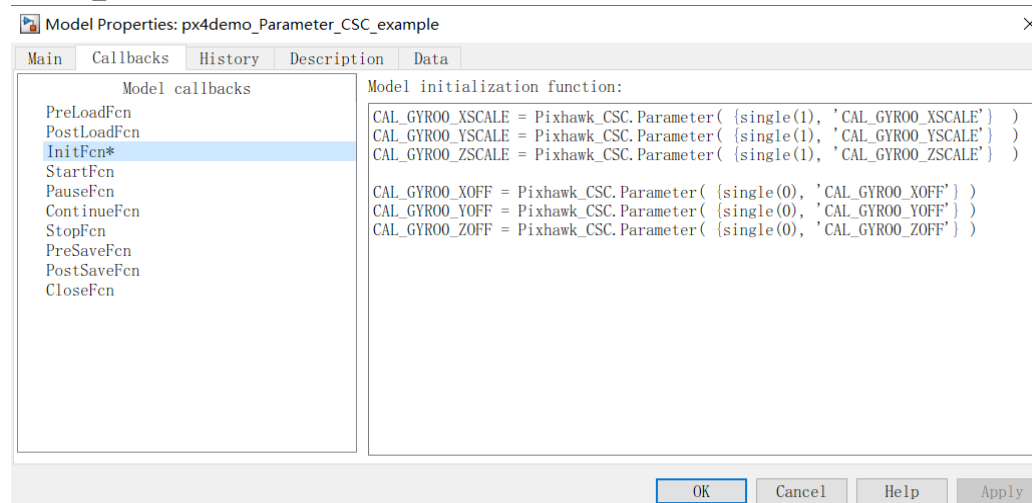 Model Properties: px4demo_Parameter_CSC_example
Main Callbacks History Description Data
Model callbacks
PreLoadFcn
PostLoadFcn
InitFcn*
StartFcn
PauseFcn
ContinueFcn
StopFcn
PreSaveFcn
PostSaveFcn
CloseFcn
Model initialization function:
CAL_GYRO0_XSCALE = Pixhawk_CSC.Parameter( {single(1), 'CAL_GYRO0_XSCALE'} )
CAL_GYRO0_YSCALE = Pixhawk_CSC.Parameter( {single(1), 'CAL_GYRO0_YSCALE'} )
CAL_GYRO0_ZSCALE = Pixhawk_CSC.Parameter( {single(1), 'CAL_GYRO0_ZSCALE'} )
CAL_GYRO0_XOFF = Pixhawk_CSC.Parameter( {single(0), 'CAL_GYRO0_XOFF'} )
CAL_GYRO0_YOFF = Pixhawk_CSC.Parameter( {single(0), 'CAL_GYRO0_YOFF'} )
CAL_GYRO0_ZOFF = Pixhawk_CSC.Parameter( {single(0), 'CAL_GYRO0_ZOFF'} )
OK Cancel Help Apply